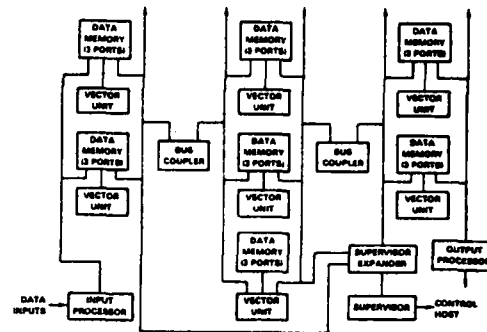 DATA
MEMORY
(3 PORTS)
DATA
MEMORY
(3 PORTS)
DATA
MEMORY
(3 PORTS)
VECTOR
UNIT
VECTOR
UNIT
VECTOR
UNIT
DATA
MEMORY
(3 PORTS)
BUS
COUPLER
DATA
MEMORY
(3 PORTS)
BUS
COUPLER
DATA
MEMORY
(3 PORTS)
VECTOR
UNIT
VECTOR
UNIT
VECTOR
UNIT
DATA
MEMORY
(3 PORTS)
SUPERVISOR
EXPANDER
OUTPUT
PROCESSOR
DATA
INPUTS
INPUT
PROCESSOR
VECTOR
UNIT
SUPERVISOR
CONTROL
HOST